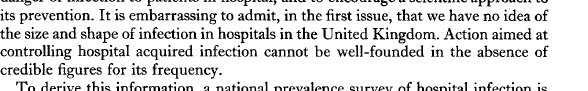 danger of infection to patients in hospital, and to encourage a scientific approach to
its prevention. It is embarrassing to admit, in the first issue, that we have no idea of
the size and shape of infection in hospitals in the United Kingdom. Action aimed at
controlling hospital acquired infection cannot be well-founded in the absence of
credible figures for its frequency.
To derive this information, a national prevalence survey of hospital infection is